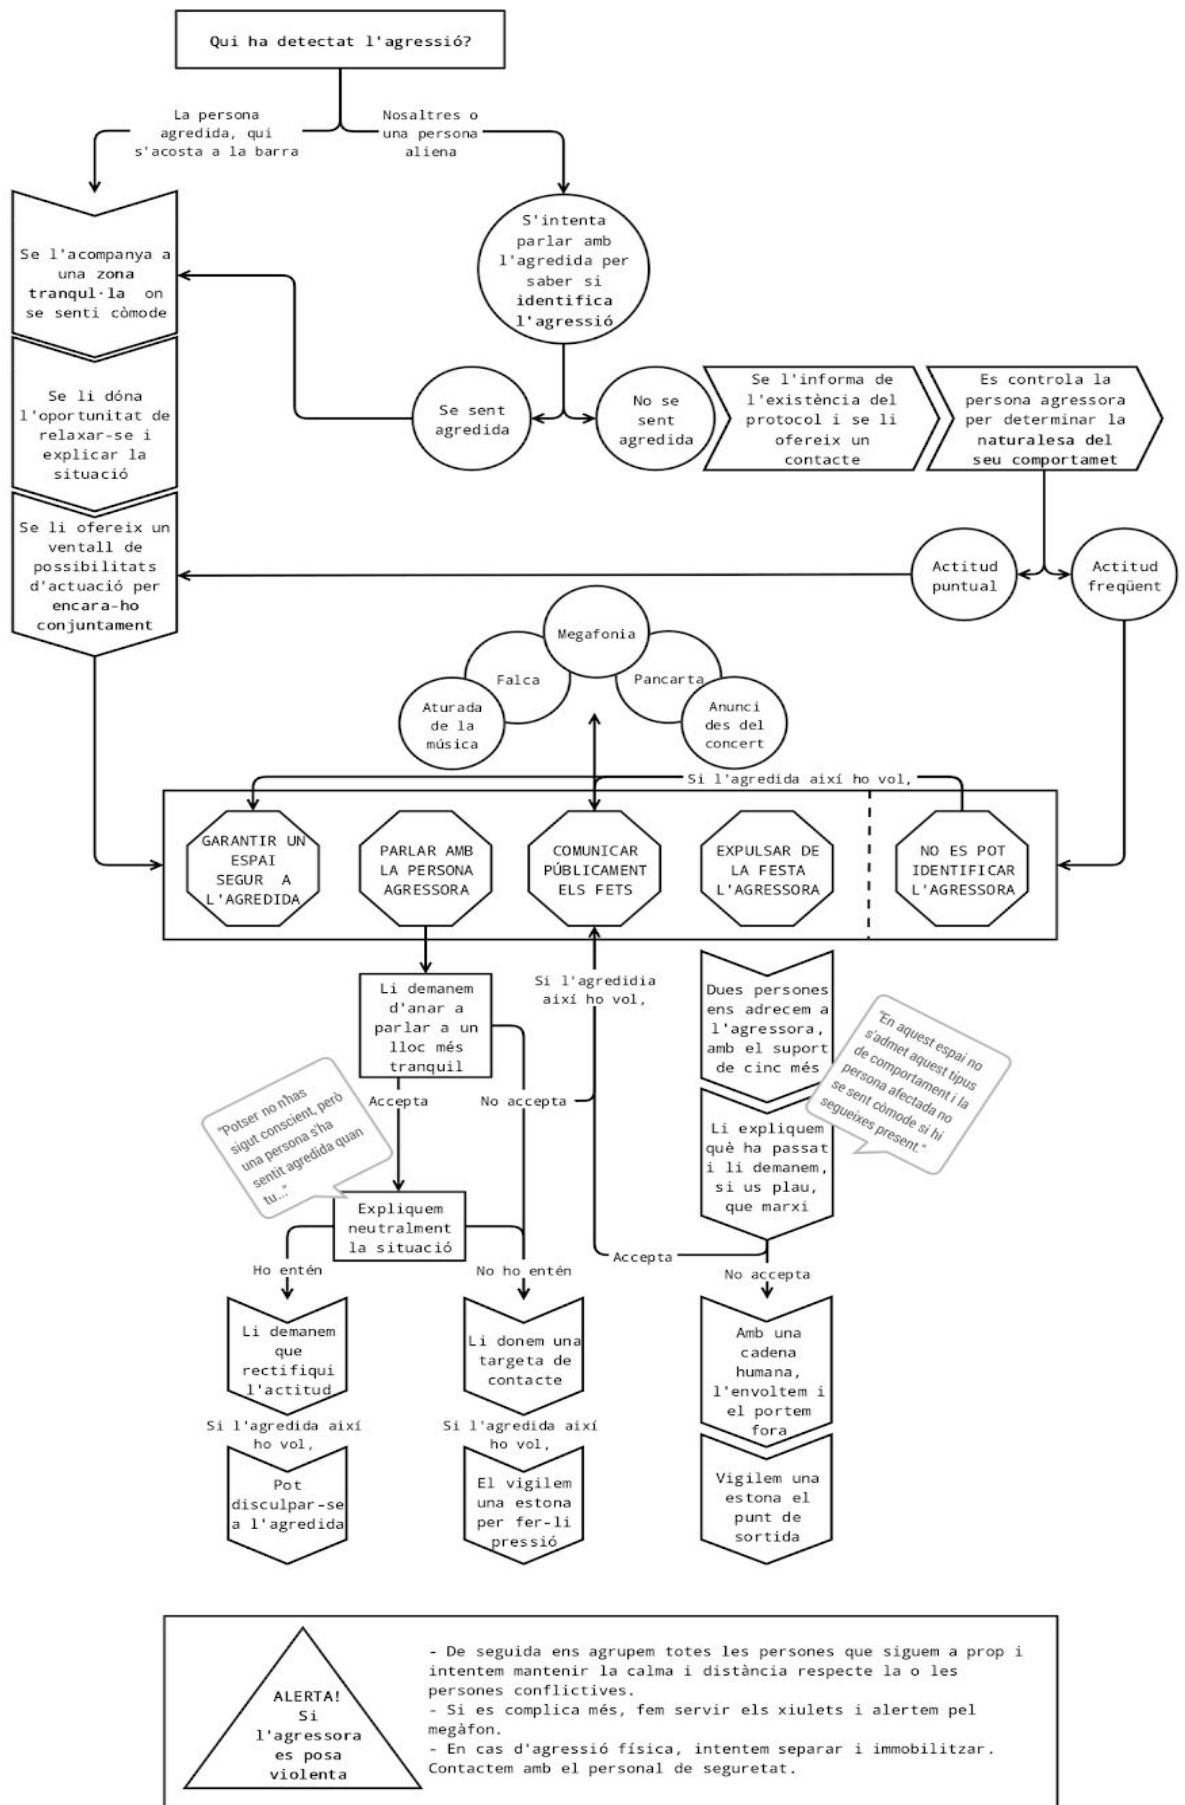 Qui ha detectat l'agressió?
La persona
agredida, qui
s'acosta a la barra
Nosaltres o
una persona
aliena
Se l'acompanya a
una zona
tranqul·la on
se senti còmode
S'intenta
parlar amb
l'agredida per
saber si
identifica
l'agressió
Se li dóna
l'oportunitat de
relaxar-se i
explicar la
situació
Se sent
agredida
No se
sent
agredida
Se l'informa de
l'existència del
protocol i se li
ofereix un
contacte
Es controla la
persona agressora
per determinar la
naturalesa del
seu comportamet
Se li ofereix un
ventall de
possibilitats
d'actuació per
encara-ho
conjuntament
Actitud
puntual
Actitud
freqüent
Megafonia
Falca
Pancarta
Aturada
de la
música
Anunci
des del
concert
Si l'agredida així ho vol,
GARANTIR UN
ESPAI
SEGUR A
L'AGREDIDA
PARLAR AMB
LA PERSONA
AGRESSORA
COMUNICAR
PÚBLICAMENT
ELS FETS
EXPULSAR DE
LA FESTA
L'AGRESSORA
NO ES POT
IDENTIFICAR
L'AGRESSORA
Li demanem
d'anar a
parlar a un
lloc més
tranquil
Si l'agredidia
així ho vol,
Dues persones
ens adrecem a
l'agressora,
amb el suport
de cinc més
"En aquest espai no
s'admet aquest tipus
de comportament i la
persona afectada no
se sent còmode si hi
segueixes present."
Accepta
No accepta
"Potser no n'has
sigut conscient, però
una persona s'ha
sentit agredida quan
tu..."
Li expliquem
què ha passat
i li demanem,
si us plau,
que marxi
Expliquem
neutralment
la situació
Accepta
No accepta
Ho entén
No ho entén
Li demanem
que
rectifiqui
l'actitud
Li donem una
targeta de
contacte
Amb una
cadena
humana,
l'envoltem i
el portem
fora
Si l'agredida així
ho vol,
Si l'agredida així
ho vol,
Pot
disculpar-se
a l'agredida
El vigilem
una estona
per fer-li
pressió
Vigilem una
estona el
punt de
sortida
ALERTA!
Si
l'agressora
es posa
violenta
- De seguida ens agrupem totes les persones que siguem a prop i
intentem mantenir la calma i distància respecte la o les
persones conflictives.
- Si es complica més, fem servir els xiulets i alertem pel
megàfon.
- En cas d'agressió física, intentem separar i immobilitzar.
Contactem amb el personal de seguretat.